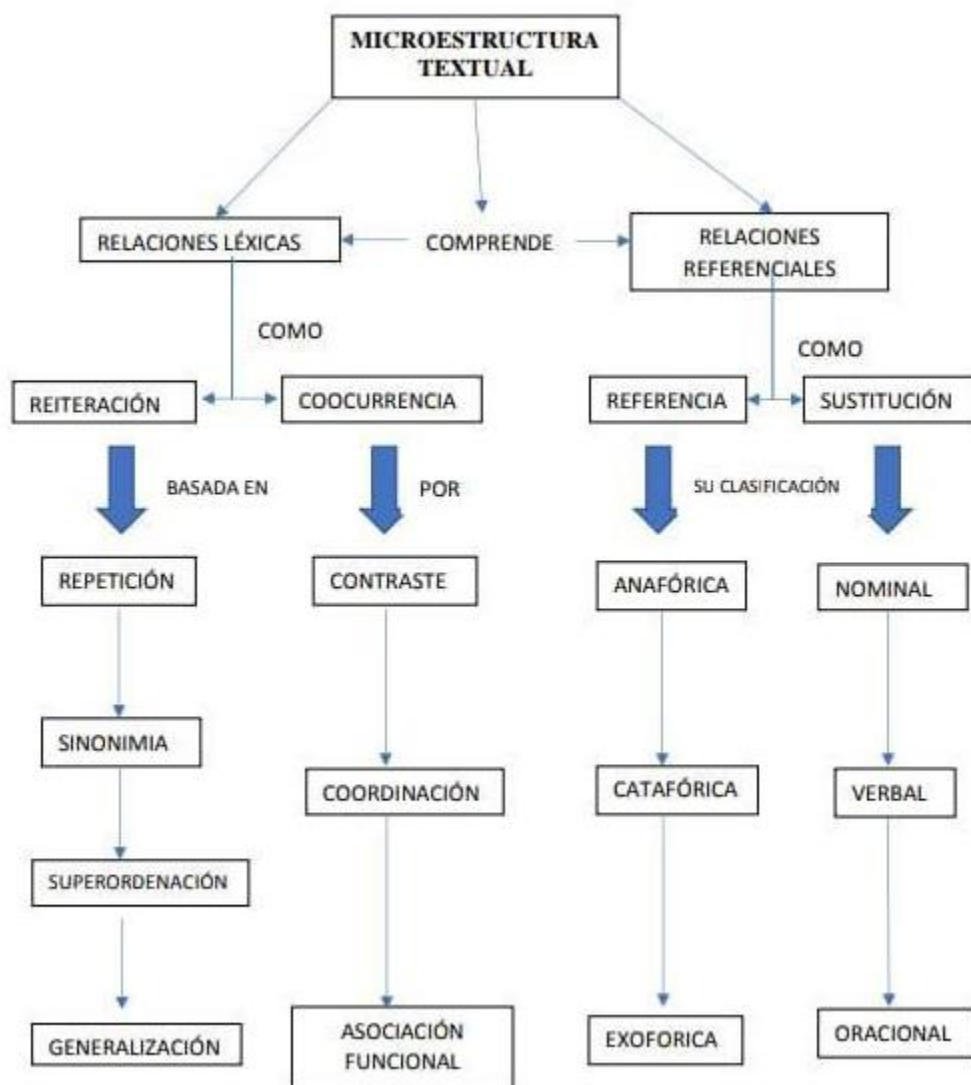 MICROESTRUCTURA
TEXTUAL
RELACIONES LÉXICAS
COMPRENDE
RELACIONES
REFERENCIALES
COMO
COMO
REITERACIÓN
COOCURRENCIA
REFERENCIA
SUSTITUCIÓN
BASADA EN
POR
SU CLASIFICACIÓN
REPETICIÓN
CONTRASTE
ANAFÓRICA
NOMINAL
SINONIMIA
COORDINACIÓN
CATAFÓRICA
VERBAL
SUPERORDENACIÓN
GENERALIZACIÓN
ASOCIACIÓN
FUNCIONAL
EXOFORICA
ORACIONAL